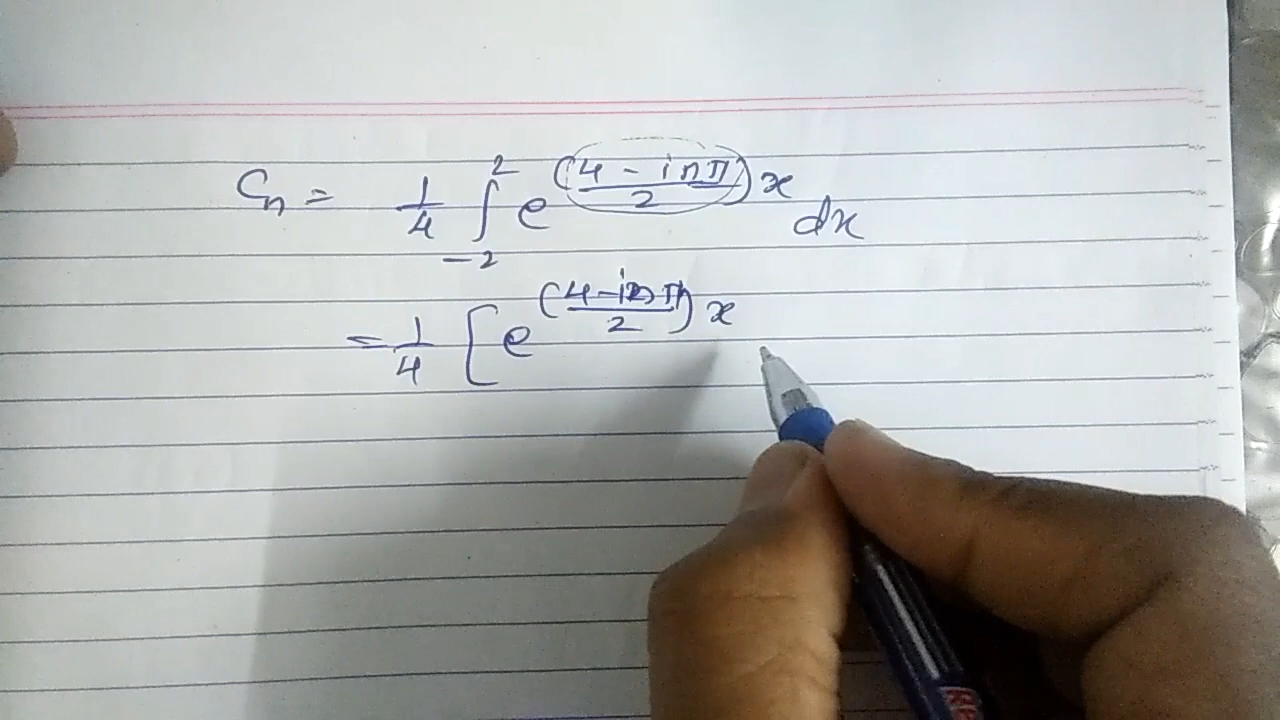 Cn = 1/4 ∫_{-2}^{2} e^{((4 - inπ)/2)x} dx
= 1/4 [ e^{((4 - inπ)/2)x}